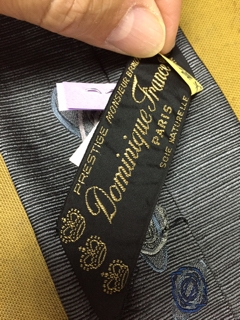 PRESTIGE MONSIEUR
Dominique France
PARIS
SOIE NATURELLE